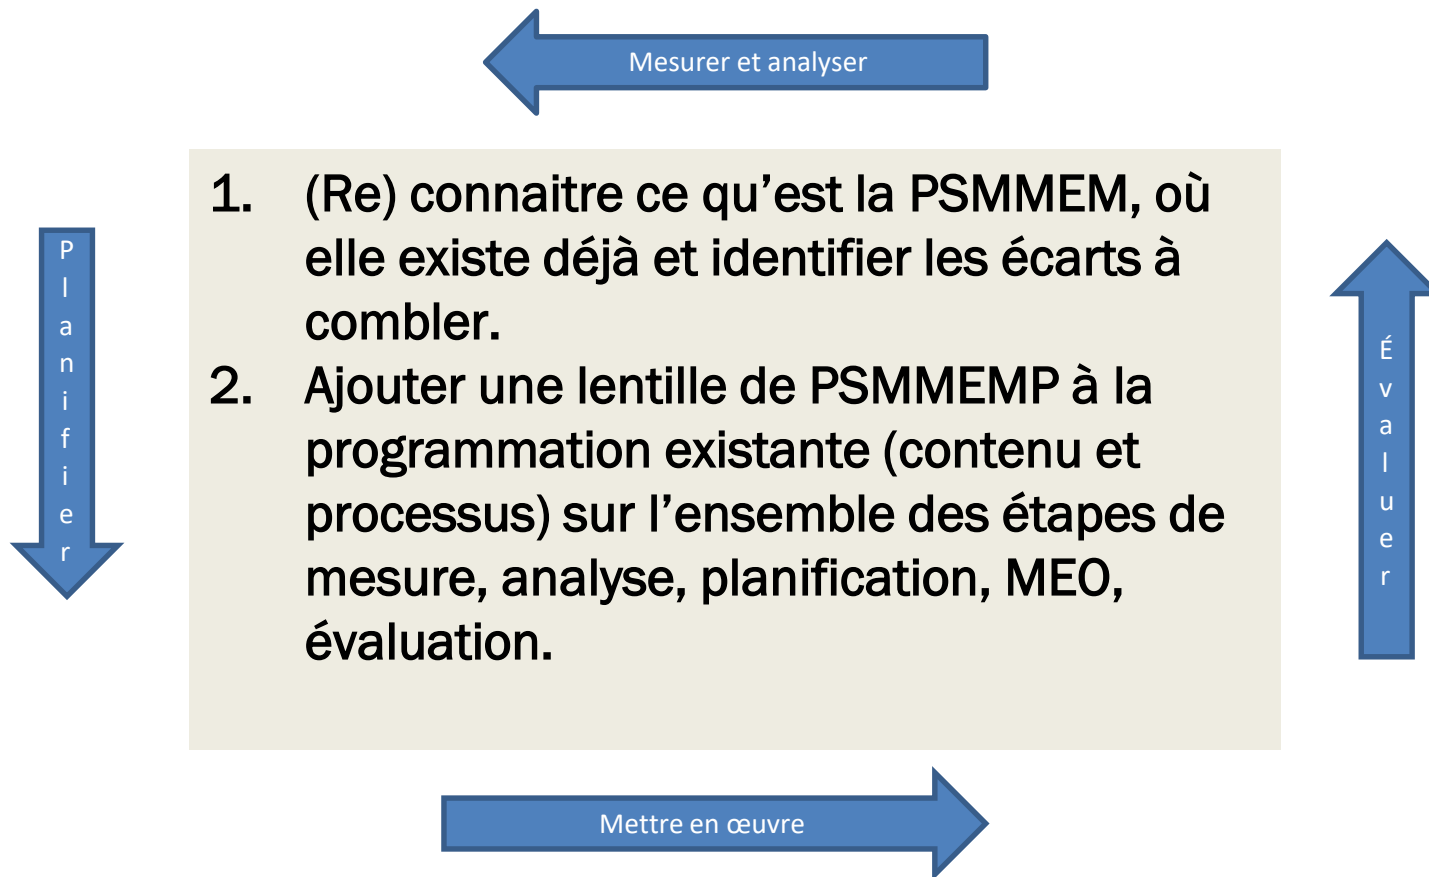 Mesurer et analyser
1. (Re) connaitre ce qu’est la PSMMEM, où
elle existe déjà et identifier les écarts à
combler.
2. Ajouter une lentille de PSMMEMP à la
programmation existante (contenu et
processus) sur l’ensemble des étapes de
mesure, analyse, planification, MEO,
évaluation.
Planifier
Évaluer
Mettre en œuvre